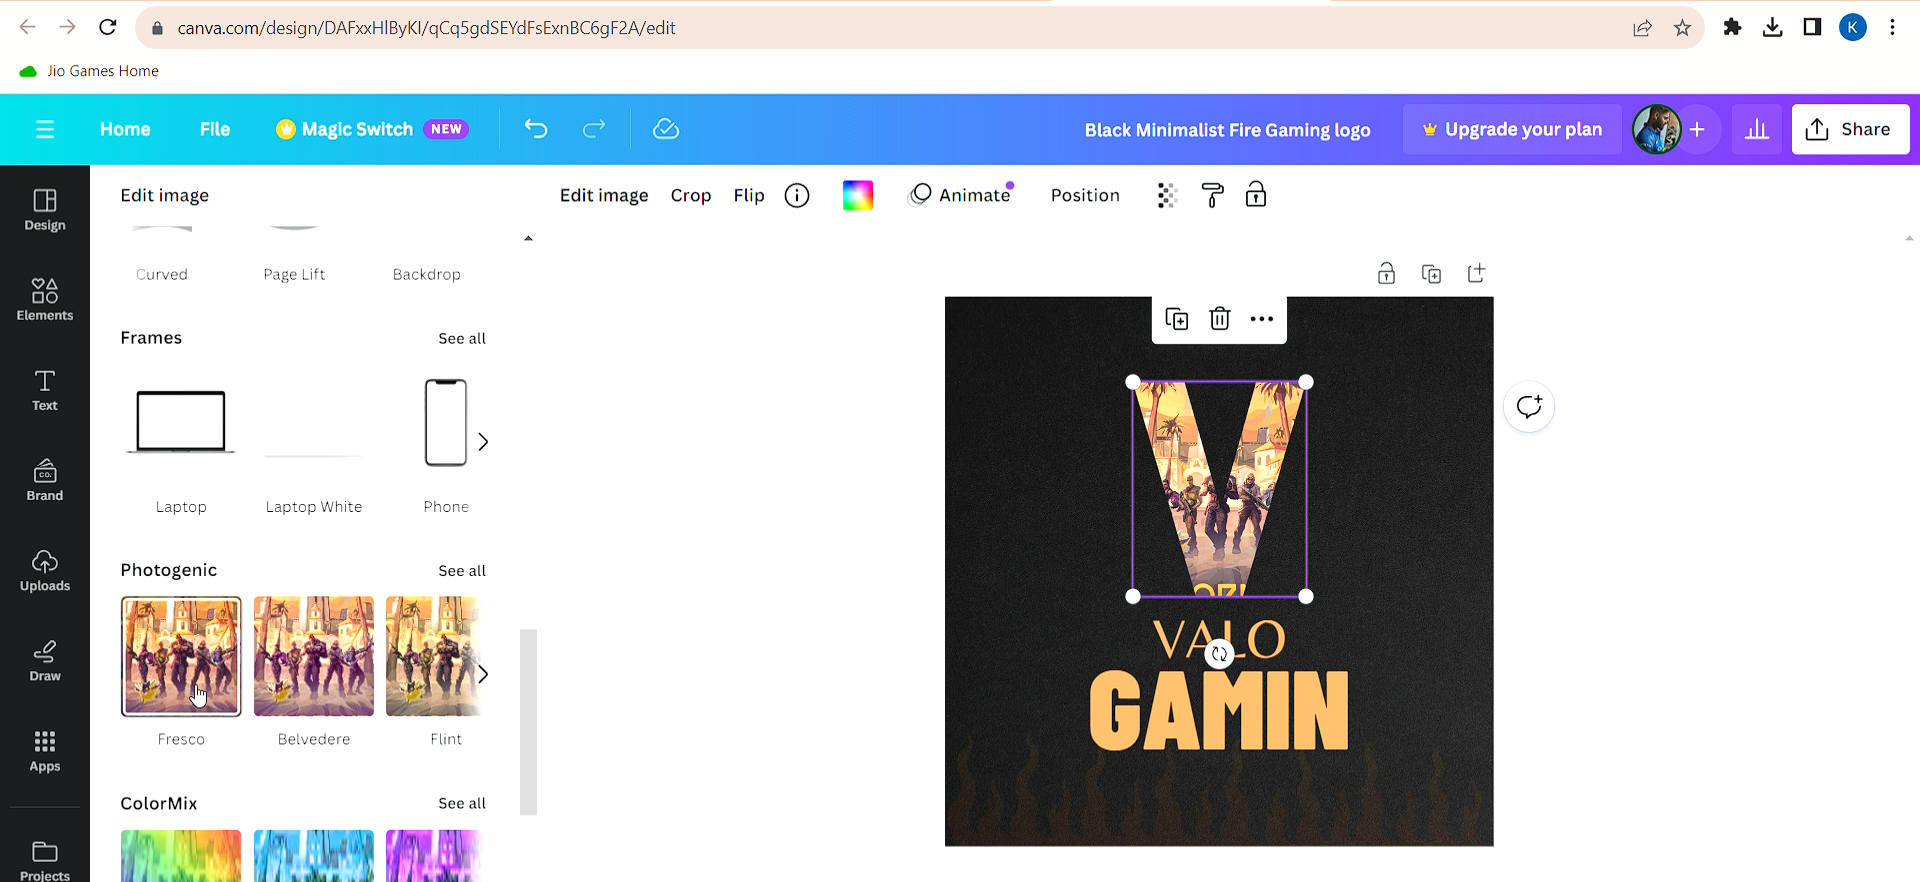 canva.com/design/DAFxxHlByKI/qCq5gdSEYdFsExnBC6gF2A/edit
K
Jio Games Home
Home
File
Magic Switch
NEW
Black Minimalist Fire Gaming logo
Upgrade your plan
Share
Edit image
Edit image
Crop
Flip
Animate
Position
Design
Elements
Text
CO.
Brand
Uploads
Draw
Apps
Projects
Curved
Page Lift
Backdrop
Frames
See all
Laptop
Laptop White
Phone
Photogenic
See all
Fresco
Belvedere
Flint
ColorMix
See all
VALO
GAMIN